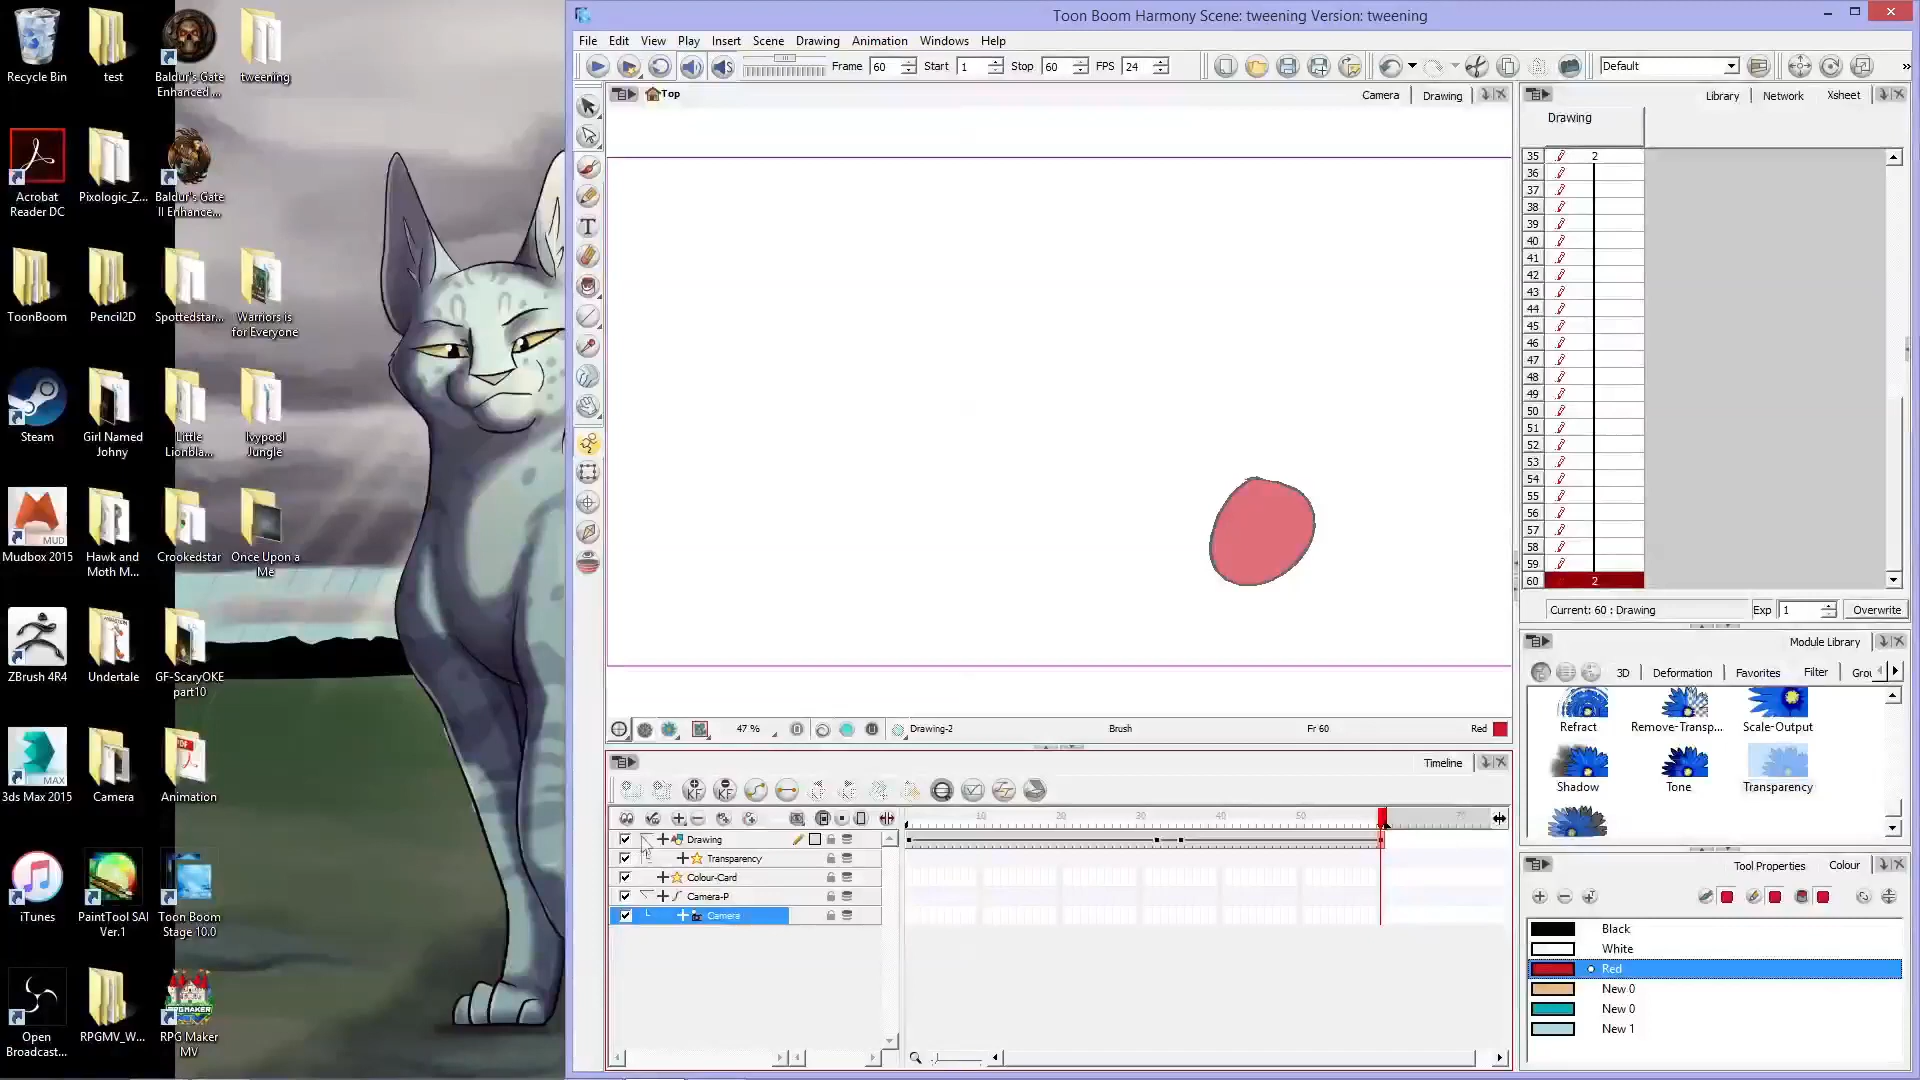 Recycle Bin
test
Baldur's Gate
Enhanced ...
tweening
Acrobat
Reader DC
Pixologic_Z...
Baldur's Gate
II Enhance...
ToonBoom
Pencil2D
Spottedstar...
Warriors is
for Everyone
Steam
Girl Named
Johny
Little
Lionbla...
Ivypool
Jungle
MUD
Mudbox 2015
Hawk and
Moth M...
Crookedstar
Once Upon a
Me
ZBrush 4R4
Undertale
GF-ScaryOKE
part10
MAX
3ds Max 2015
Camera
PDF
Animation
iTunes
PaintTool SAI
Ver.1
Toon Boom
Stage 10.0
Open
Broadcast...
RPGMV_W...
RPG Maker
MV
Toon Boom Harmony Scene: tweening Version: tweening
File Edit View Play Insert Scene Drawing Animation Windows Help
Frame 60 Start 1 Stop 60 FPS 24
Default
Top
Camera Drawing
Library Network Xsheet
Drawing
35 2
36
37
38
39
40
41
42
43
44
45
46
47
48
49
50
51
52
53
54
55
56
57
58
59
60 2
Current: 60 : Drawing Exp 1 Overwrite
Module Library
3D Deformation Favorites Filter Grou
Refract Remove-Transp... Scale-Output
Shadow Tone Transparency
47 % Drawing-2 Brush Fr 60 Red
Timeline
KF KF
10 20 30 40 50 70
Drawing
Transparency
Colour-Card
Camera-P
Camera
Tool Properties Colour
Black
White
Red
New 0
New 0
New 1